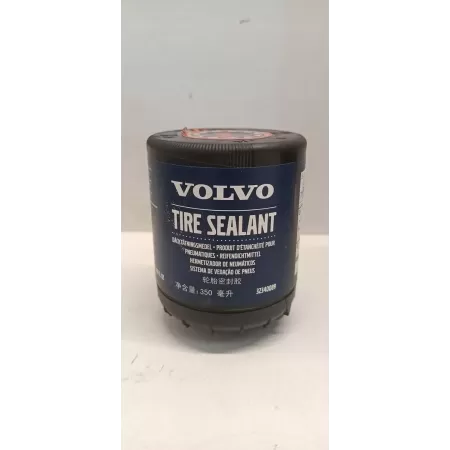 VOLVO
TIRE SEALANT
DÄCKTÄTNINGSMEDEL • PRODUIT D'ÉTANCHÉITÉ POUR
PNEUMATIQUES • REIFENDICHTMITTEL
HERMETIZADOR DE NEUMÁTICOS
SISTEMA DE VEDAÇÃO DE PNEUS
轮胎密封胶
净含量: 350 毫升